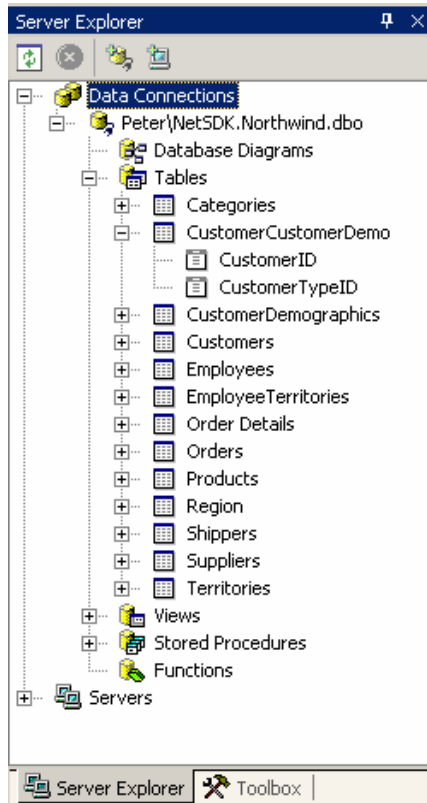 Server Explorer
Data Connections
Peter\NetSDK.Northwind.dbo
Database Diagrams
Tables
Categories
CustomerCustomerDemo
CustomerID
CustomerTypeID
CustomerDemographics
Customers
Employees
EmployeeTerritories
Order Details
Orders
Products
Region
Shippers
Suppliers
Territories
Views
Stored Procedures
Functions
Servers
Server Explorer Toolbox